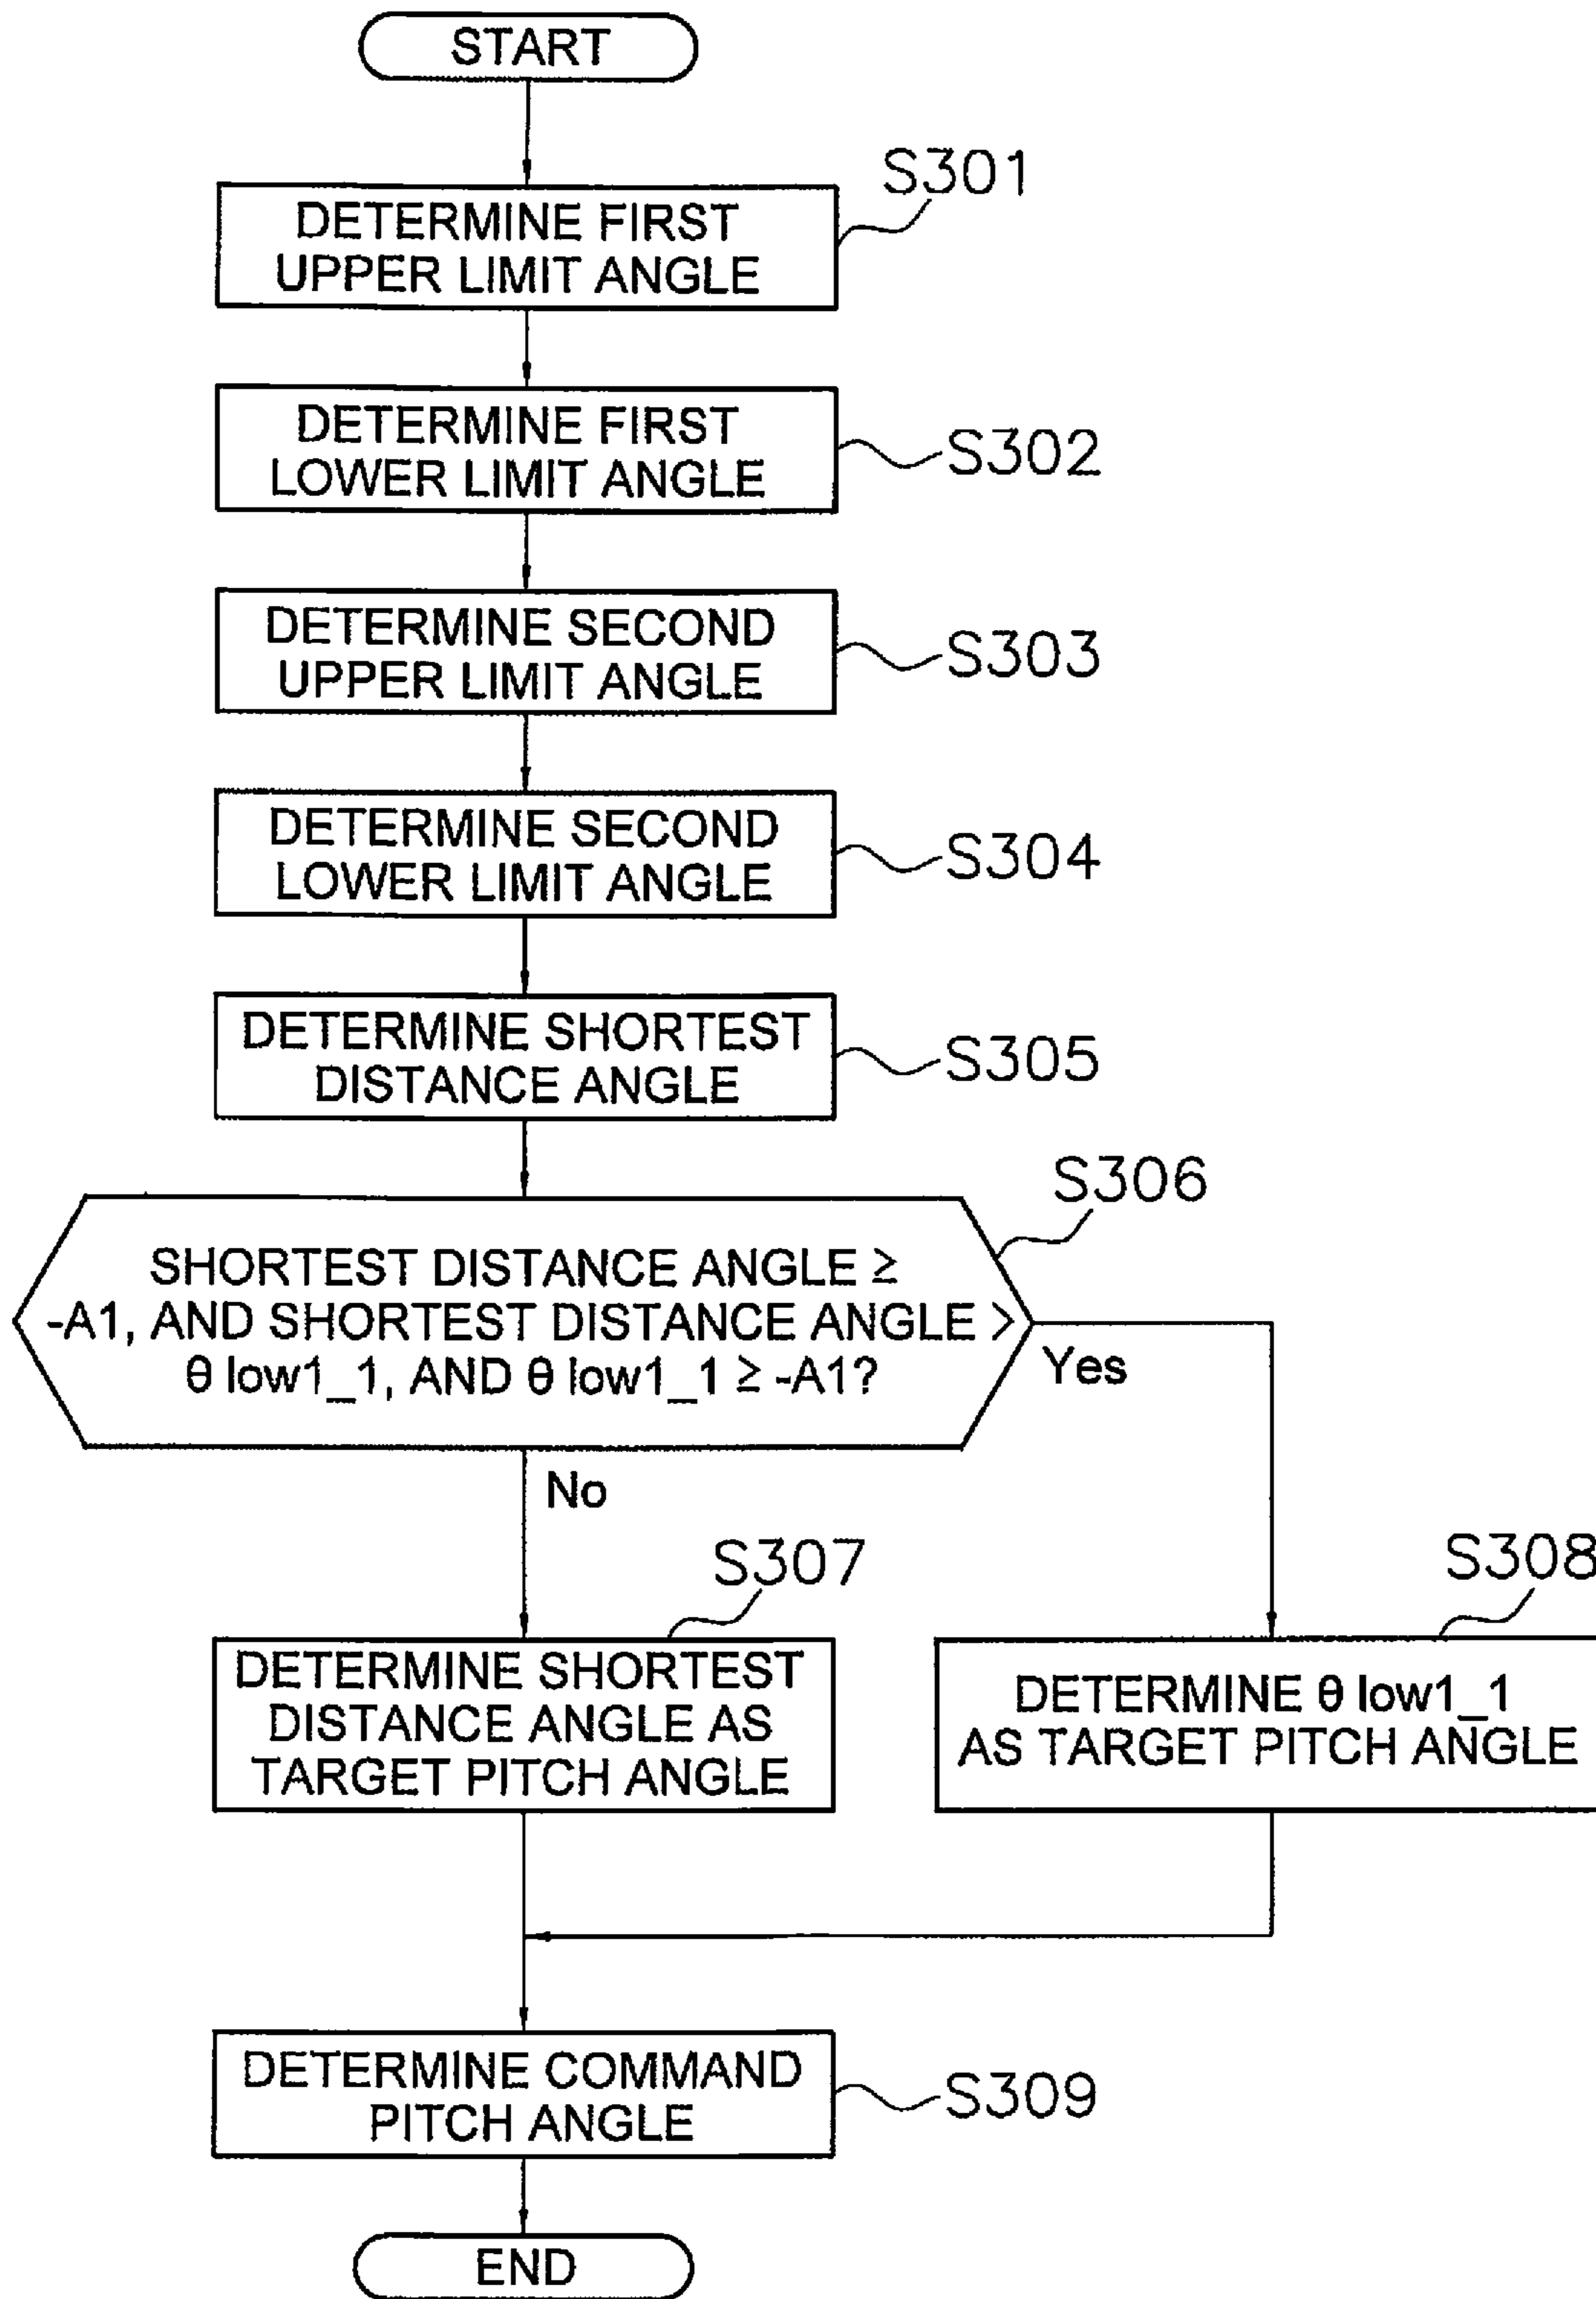 START
S301
DETERMINE FIRST
UPPER LIMIT ANGLE
DETERMINE FIRST
LOWER LIMIT ANGLE
S302
DETERMINE SECOND
UPPER LIMIT ANGLE
S303
DETERMINE SECOND
LOWER LIMIT ANGLE
S304
DETERMINE SHORTEST
DISTANCE ANGLE
S305
S306
SHORTEST DISTANCE ANGLE ≥
-A1, AND SHORTEST DISTANCE ANGLE >
θ low1_1, AND θ low1_1 ≥ -A1?
Yes
No
S307
S308
DETERMINE SHORTEST
DISTANCE ANGLE AS
TARGET PITCH ANGLE
DETERMINE θ low1_1
AS TARGET PITCH ANGLE
DETERMINE COMMAND
PITCH ANGLE
S309
END